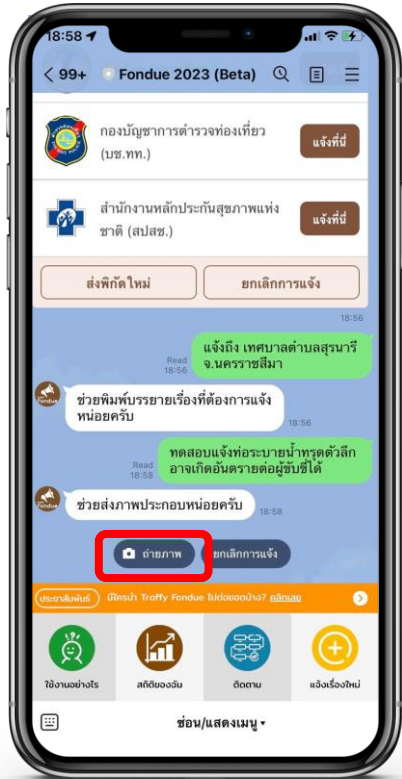 18:58
99+
Fondue 2023 (Beta)
กองบัญชาการตำรวจท่องเที่ยว
(บช.ทท.)
แจ้งที่นี่
สำนักงานหลักประกันสุขภาพแห่ง
ชาติ (สปสช.)
แจ้งที่นี่
ส่งพิกัดใหม่
ยกเลิกการแจ้ง
18:56
แจ้งถึง เทศบาลตำบลสุรนารี
จ.นครราชสีมา
Read
18:56
ช่วยพิมพ์บรรยายเรื่องที่ต้องการแจ้ง
หน่อยครับ
18:56
ทดสอบแจ้งท่อระบายน้ำทรุดตัวลึก
อาจเกิดอันตรายต่อผู้ขับขี่ได้
Read
18:58
ช่วยส่งภาพประกอบหน่อยครับ
18:58
ถ่ายภาพ
ยกเลิกการแจ้ง
ประชาสัมพันธ์
มีใครนำ Traffy Fondue ไปต่อยอดบ้าง? คลิกเลย
ใช้งานอย่างไร
สถิติของฉัน
ติดตาม
แจ้งเรื่องใหม่
ซ่อน/แสดงเมนู